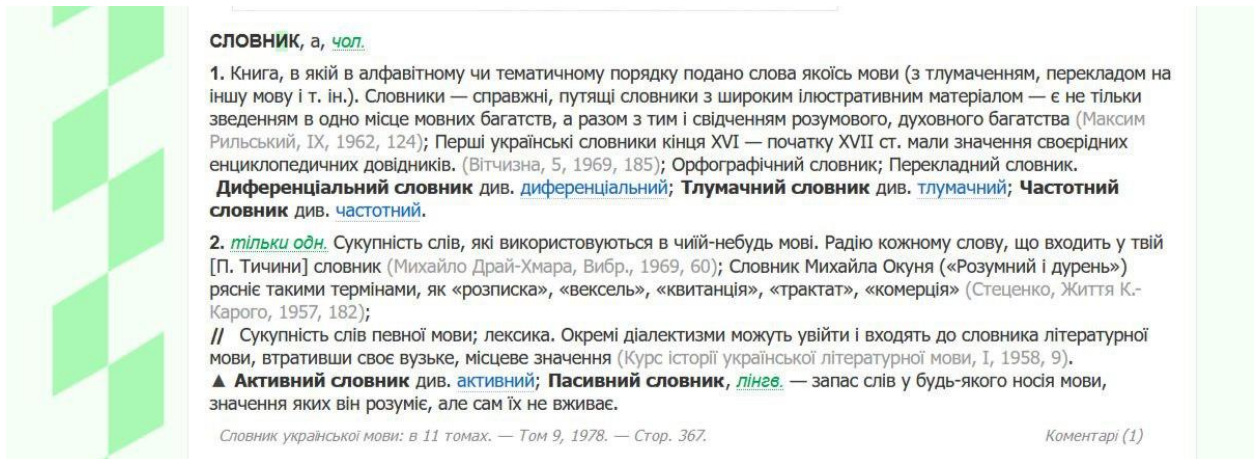 СЛОВНИК, а, чол.
1. Книга, в якій в алфавітному чи тематичному порядку подано слова якоїсь мови (з тлумаченням, перекладом на
іншу мову і т. ін.). Словники — справжні, путящі словники з широким ілюстративним матеріалом — є не тільки
зведенням в одно місце мовних багатств, а разом з тим і свідченням розумового, духовного багатства (Максим
Рильський, IX, 1962, 124); Перші українські словники кінця XVI — початку XVII ст. мали значення своєрідних
енциклопедичних довідників. (Вітчизна, 5, 1969, 185); Орфографічний словник; Перекладний словник.
Диференціальний словник див. диференціальний; Тлумачний словник див. тлумачний; Частотний
словник див. частотний.
2. тільки одн. Сукупність слів, які використовуються в чиїй-небудь мові. Радію кожному слову, що входить у твій
[П. Тичини] словник (Михайло Драй-Хмара, Вибр., 1969, 60); Словник Михайла Окуня («Розумний і дурень»)
рясніє такими термінами, як «розписка», «вексель», «квитанція», «трактат», «комерція» (Стеценко, Життя К.-
Карого, 1957, 182);
// Сукупність слів певної мови; лексика. Окремі діалектизми можуть увійти і входять до словника літературної
мови, втративши своє вузьке, місцеве значення (Курс історії української літературної мови, I, 1958, 9).
▲ Активний словник див. активний; Пасивний словник, лінгв. — запас слів у будь-якого носія мови,
значення яких він розуміє, але сам їх не вживає.
Словник української мови: в 11 томах. — Том 9, 1978. — Стор. 367. Коментарі (1)